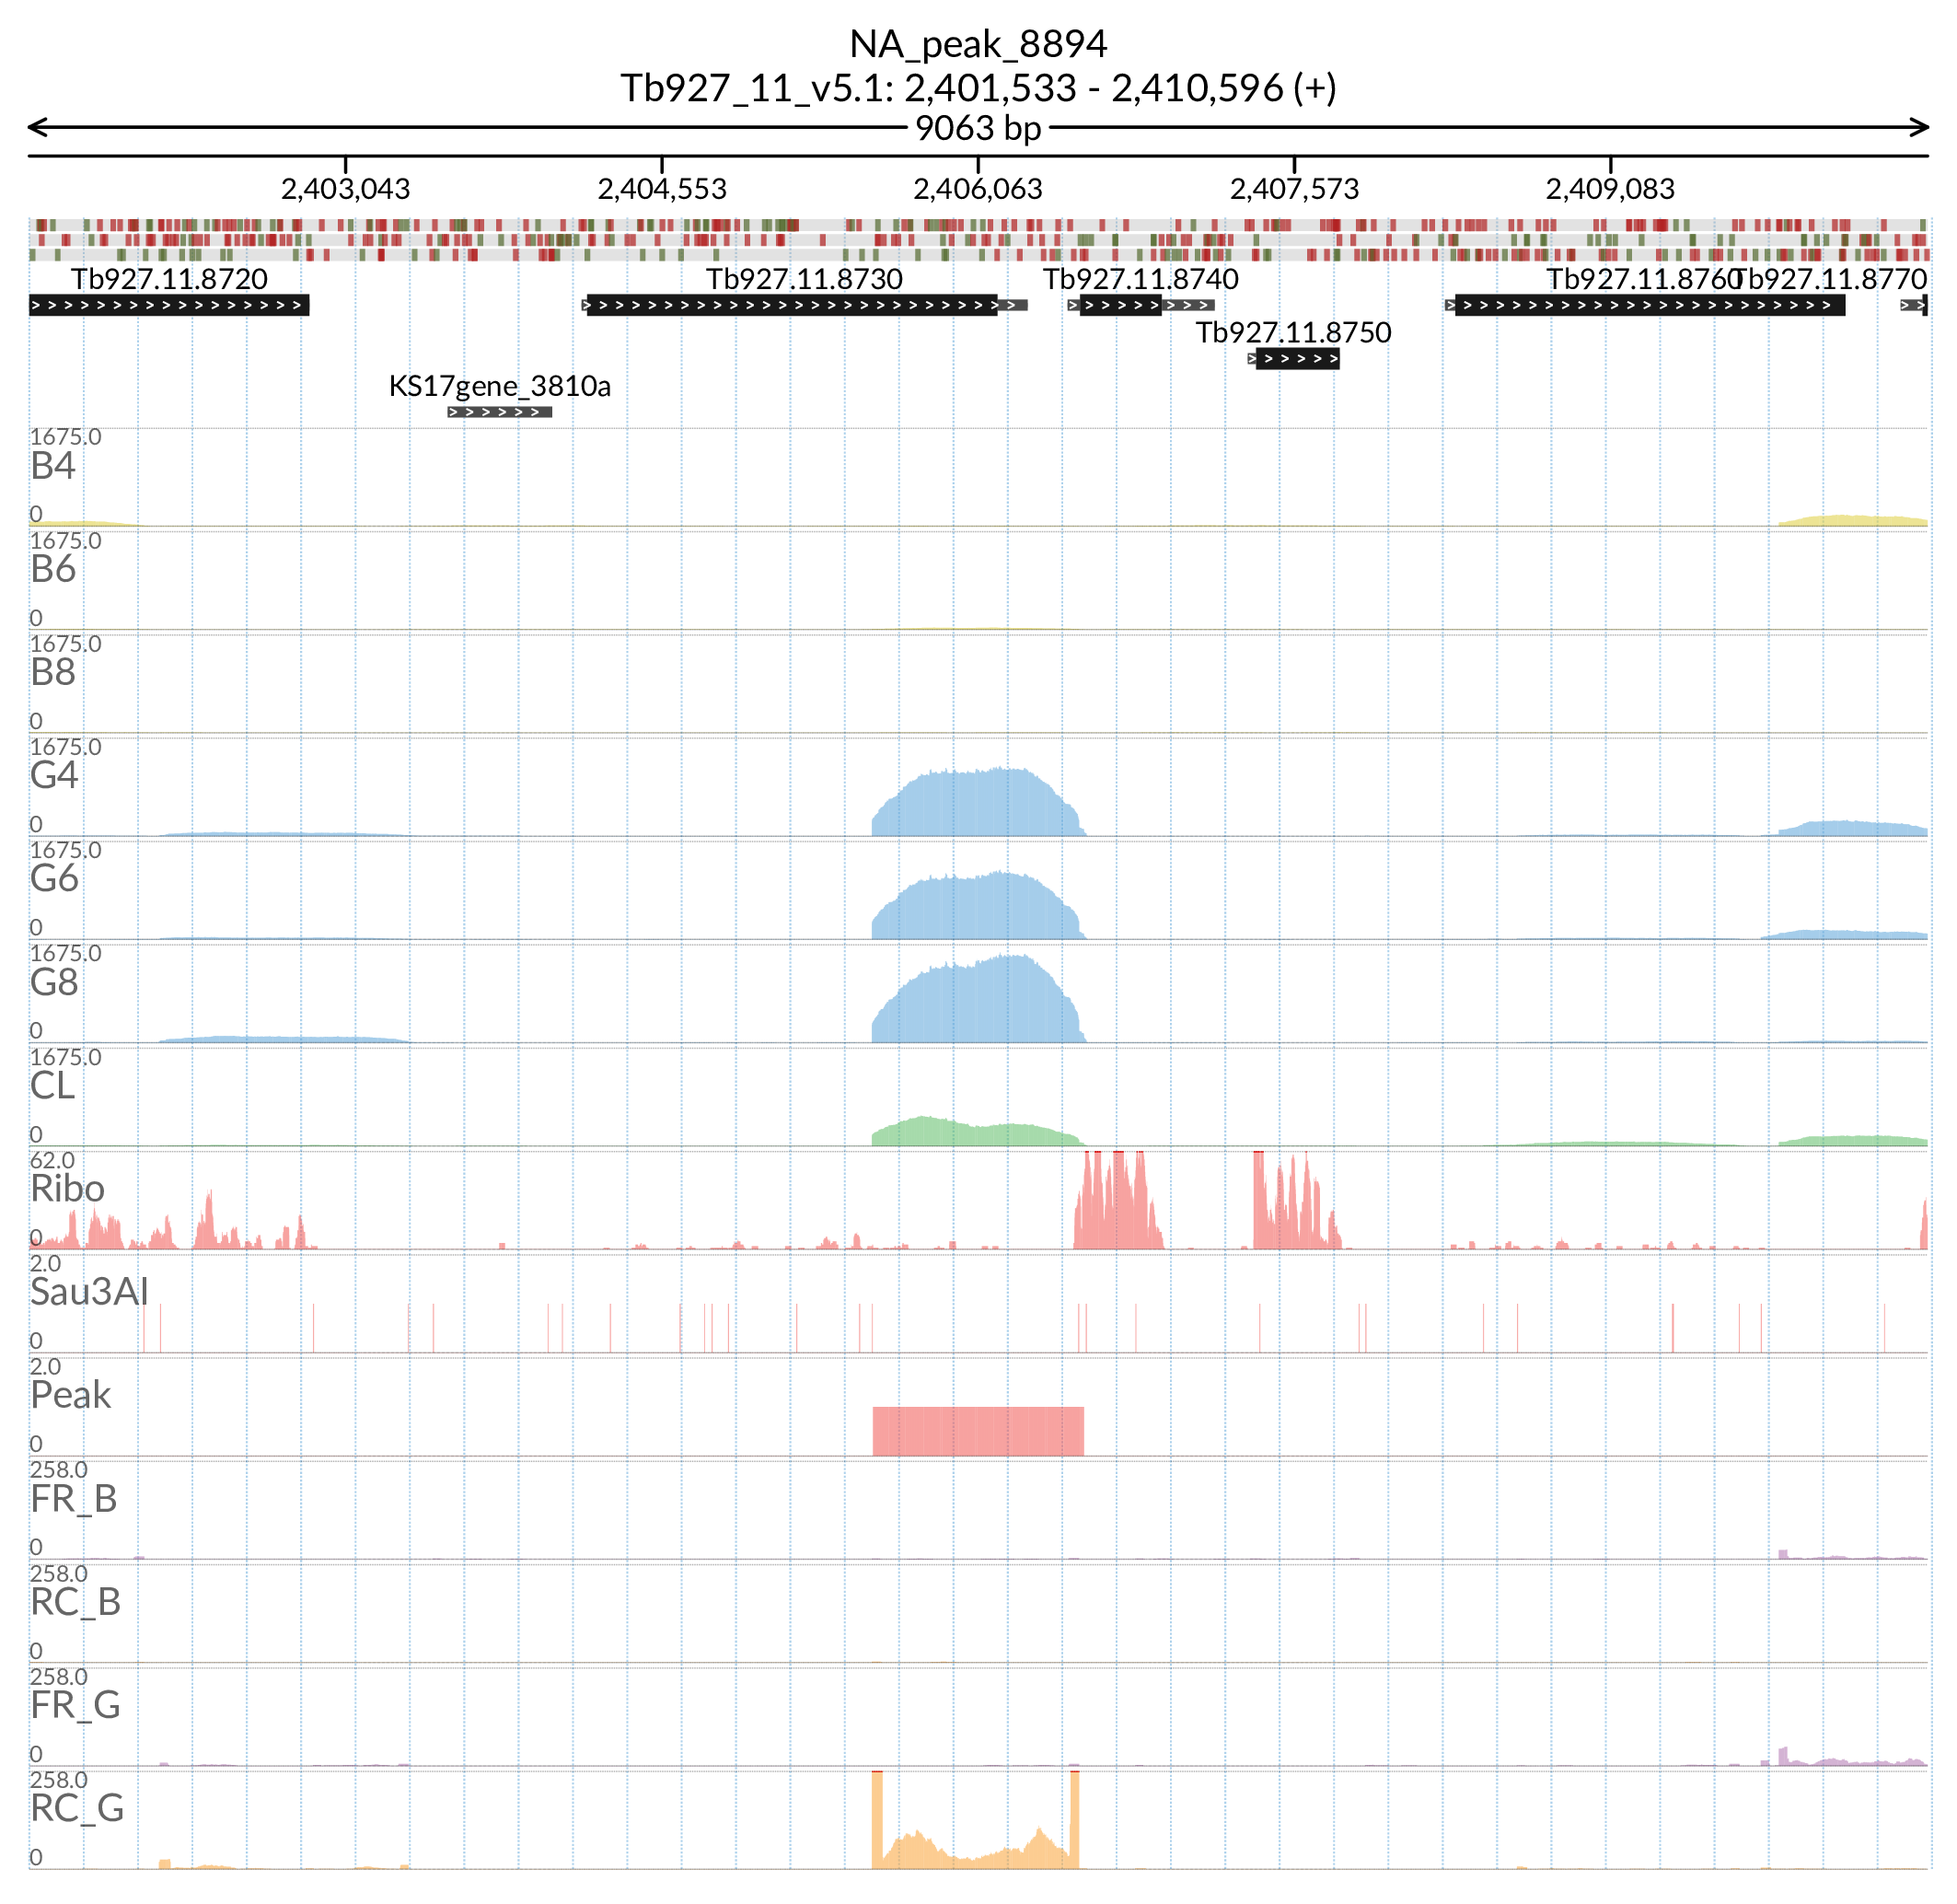 NA_peak_8894
Tb927_11_v5.1: 2,401,533 - 2,410,596 (+)
9063 bp
2,403,043 2,404,553 2,406,063 2,407,573 2,409,083
Tb927.11.8720 Tb927.11.8730 Tb927.11.8740 Tb927.11.8760 Tb927.11.8770
Tb927.11.8750
KS17gene_3810a
1675.0
B4
0
1675.0
B6
0
1675.0
B8
0
1675.0
G4
0
1675.0
G6
0
1675.0
G8
0
1675.0
CL
0
62.0
Ribo
0
2.0
Sau3AI
0
2.0
Peak
0
258.0
FR_B
0
258.0
RC_B
0
258.0
FR_G
0
258.0
RC_G
0